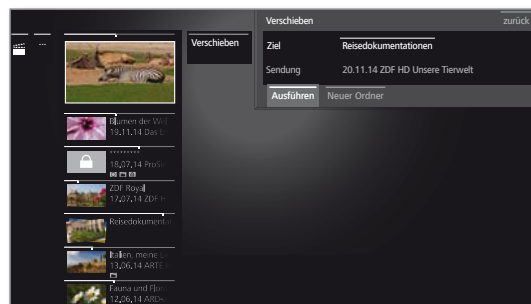 Verschieben zurück
...
Verschieben
Ziel Reisedokumentationen
Sendung 20.11.14 ZDF HD Unsere Tierwelt
Ausführen Neuer Ordner
Blumen der Wel
19.11.14 Das E
*********
18.07.14 ProSie
ZDF Royal
17.07.14 ZDF
Reisedokumentat
Italien, meine L
13.06.14 ARTE
Fauna und Flor
12.06.14 ARD